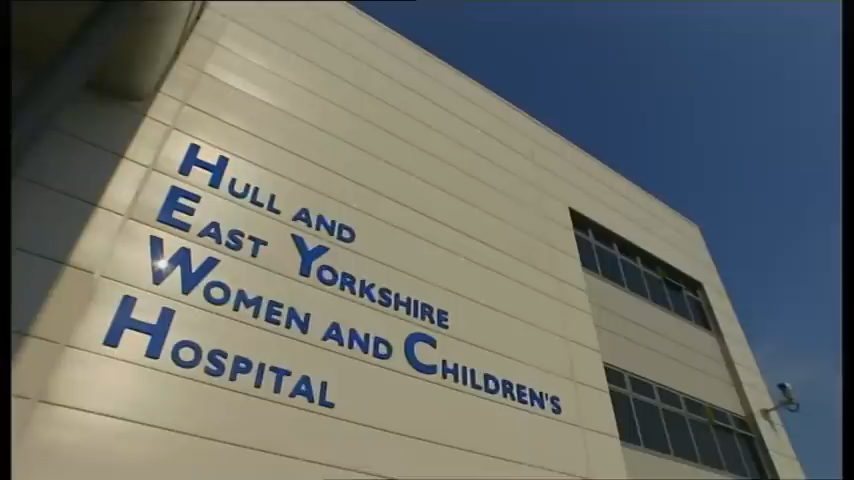 HULL AND
EAST YORKSHIRE
WOMEN AND CHILDREN'S
HOSPITAL